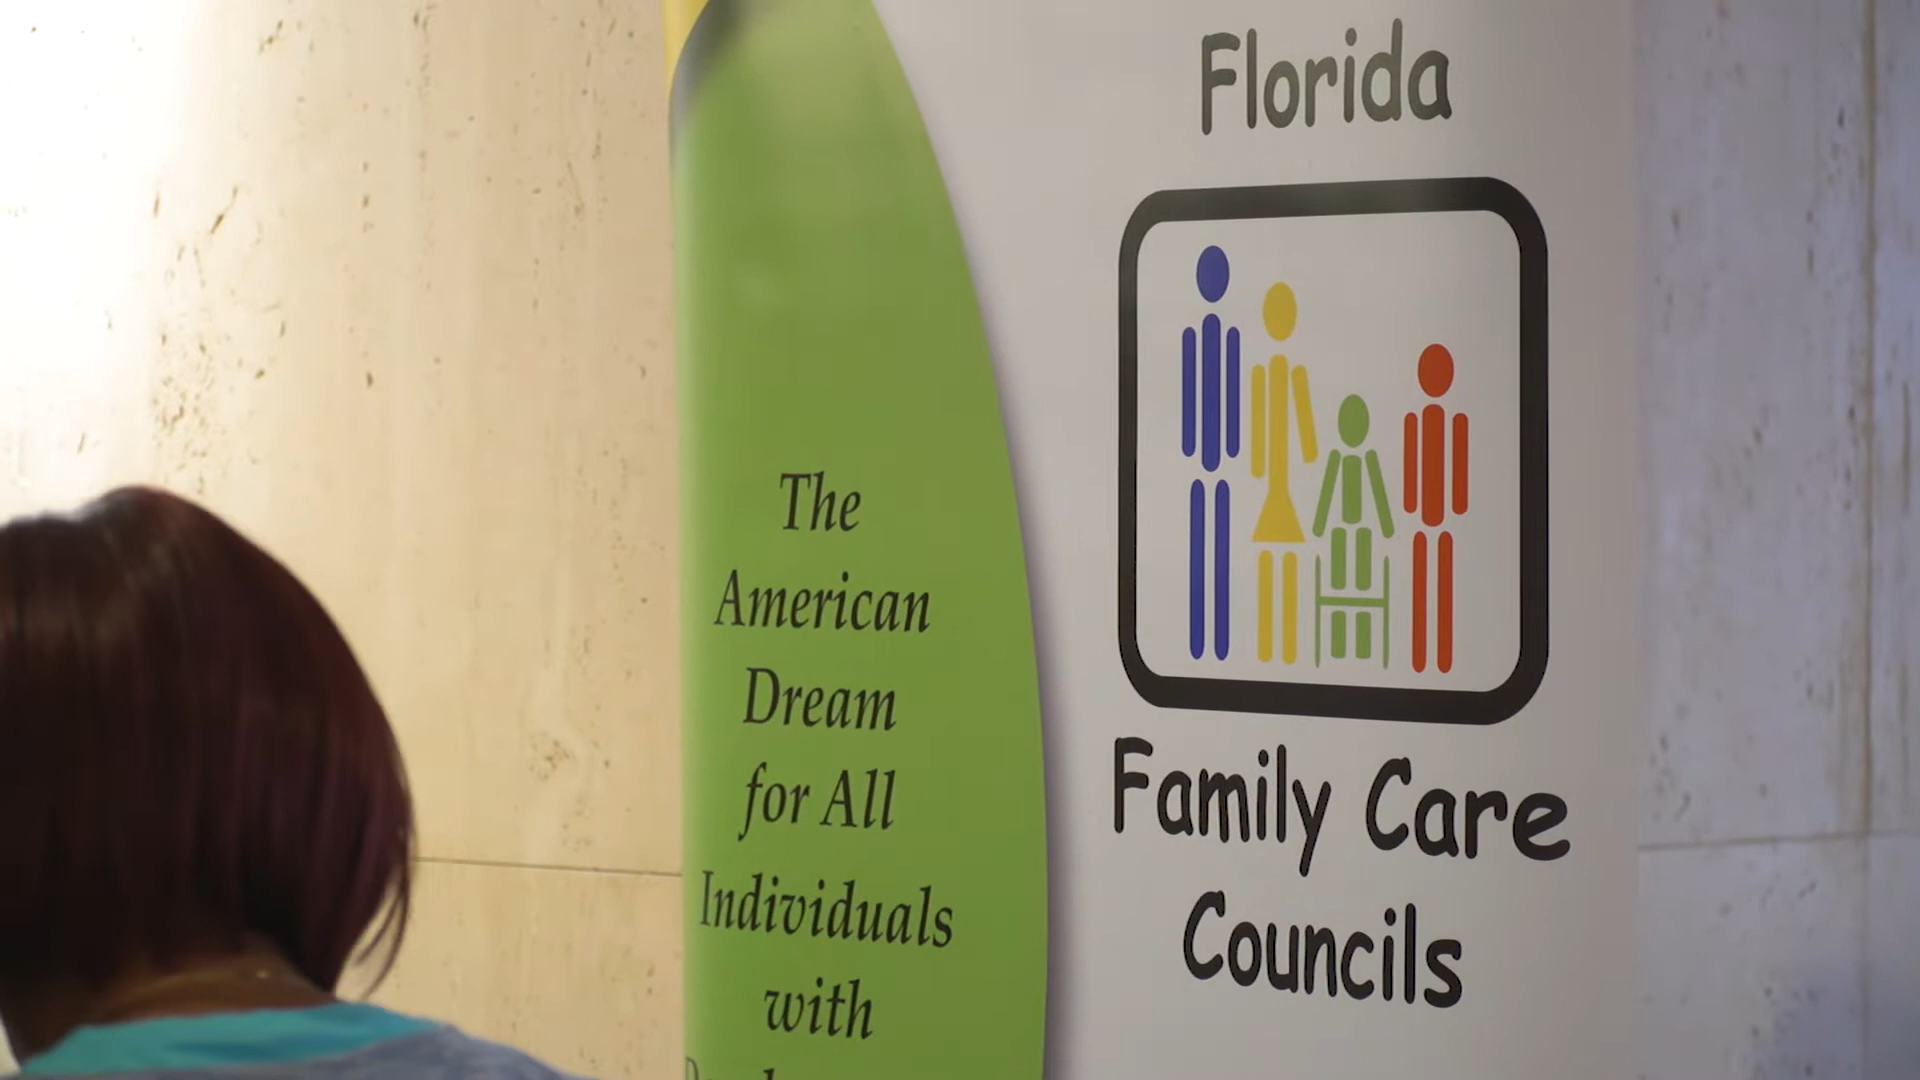 The
American
Dream
for All
Individuals
with
Florida
Family Care
Councils